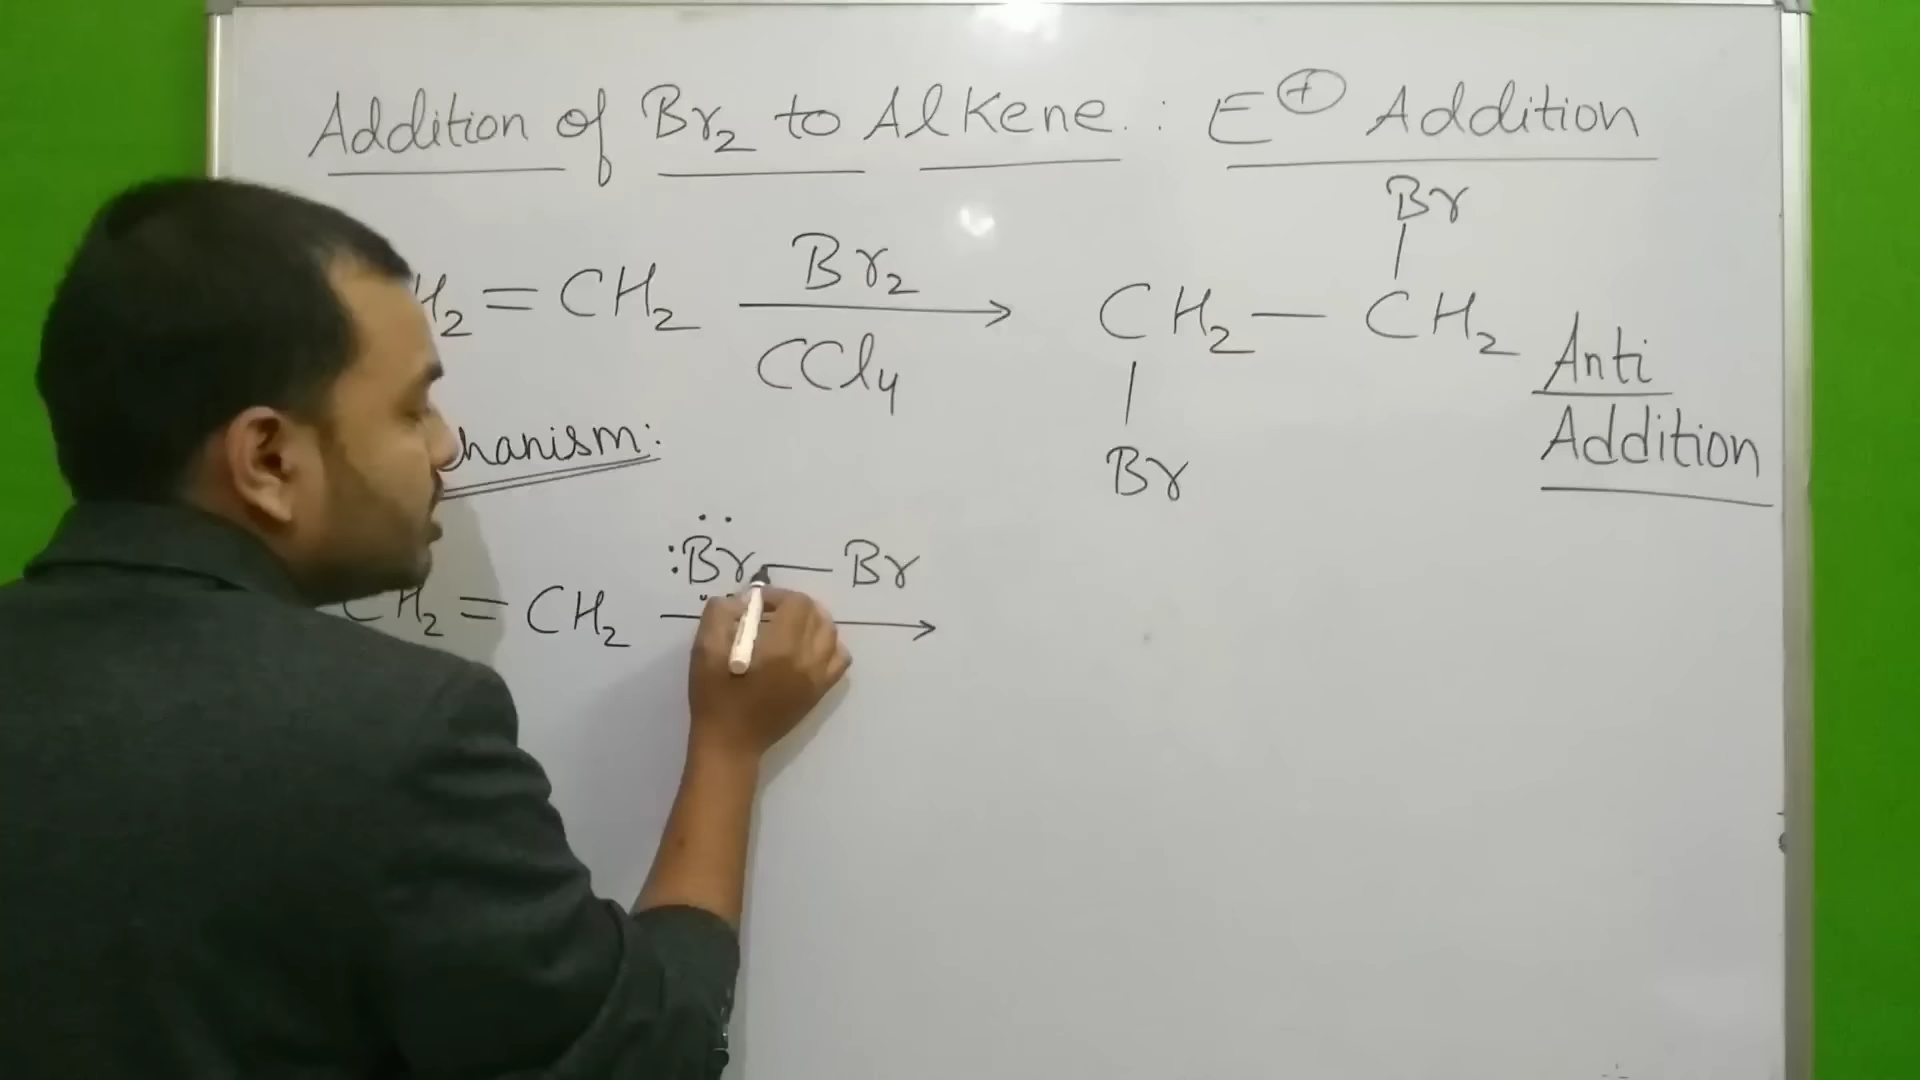 Addition of Br2 to Alkene : E⊕ Addition
Br
H2=CH2 Br2 CH2—CH2
CCl4 Anti
hanism: Br Addition
:Br—Br
CH2=CH2